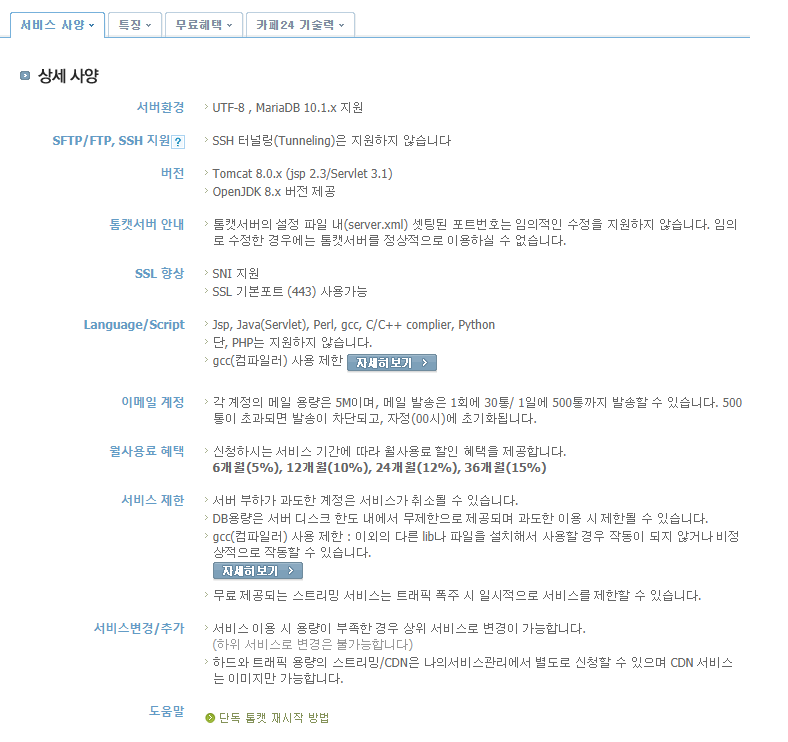 서비스 사양
특징
무료혜택
카페24 기술력
상세 사양
서버환경
UTF-8 , MariaDB 10.1.x 지원
SFTP/FTP, SSH 지원 ?
SSH 터널링(Tunneling)은 지원하지 않습니다
버전
Tomcat 8.0.x (jsp 2.3/Servlet 3.1)
OpenJDK 8.x 버전 제공
톰캣서버 안내
톰캣서버의 설정 파일 내(server.xml) 셋팅된 포트번호는 임의적인 수정을 지원하지 않습니다. 임의
로 수정한 경우에는 톰캣서버를 정상적으로 이용하실 수 없습니다.
SSL 향상
SNI 지원
SSL 기본포트 (443) 사용가능
Language/Script
Jsp, Java(Servlet), Perl, gcc, C/C++ complier, Python
단, PHP는 지원하지 않습니다.
gcc(컴파일러) 사용 제한 자세히보기
이메일 계정
각 계정의 메일 용량은 5M이며, 메일 발송은 1회에 30통/ 1일에 500통까지 발송할 수 있습니다. 500
통이 초과되면 발송이 차단되고, 자정(00시)에 초기화됩니다.
월사용료 혜택
신청하시는 서비스 기간에 따라 월사용료 할인 혜택을 제공합니다.
6개월(5%), 12개월(10%), 24개월(12%), 36개월(15%)
서비스 제한
서버 부하가 과도한 계정은 서비스가 취소될 수 있습니다.
DB용량은 서버 디스크 한도 내에서 무제한으로 제공되며 과도한 이용 시 제한될 수 있습니다.
gcc(컴파일러) 사용 제한 : 이외의 다른 lib나 파일을 설치해서 사용할 경우 작동이 되지 않거나 비정
상적으로 작동할 수 있습니다.
자세히보기
무료 제공되는 스트리밍 서비스는 트래픽 폭주 시 일시적으로 서비스를 제한할 수 있습니다.
서비스변경/추가
서비스 이용 시 용량이 부족한 경우 상위 서비스로 변경이 가능합니다.
(하위 서비스로 변경은 불가능합니다)
하드와 트래픽 용량의 스트리밍/CDN은 나의서비스관리에서 별도로 신청할 수 있으며 CDN 서비스
는 이미지만 가능합니다.
도움말
단독 톰캣 재시작 방법